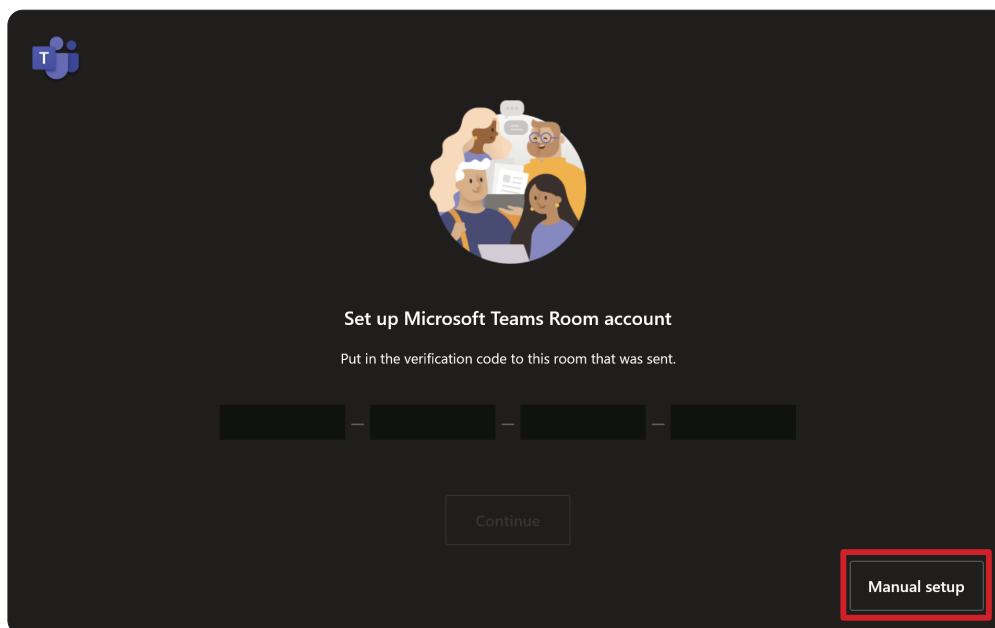 T
Set up Microsoft Teams Room account
Put in the verification code to this room that was sent.
– – –
Continue
Manual setup